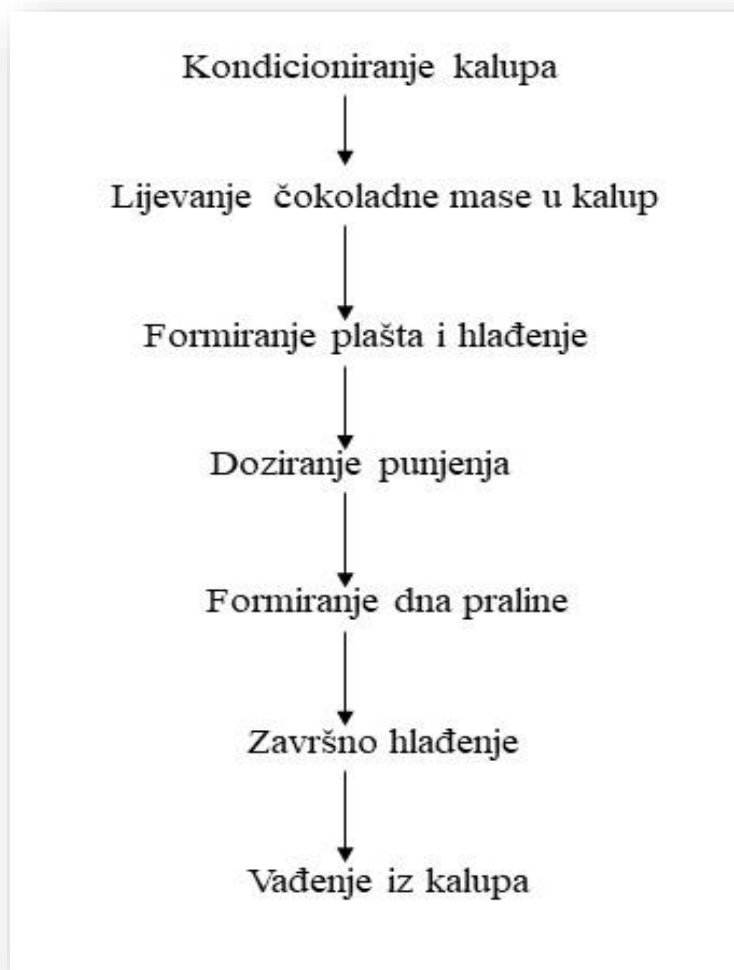 Kondicioniranje kalupa
Lijevanje čokoladne mase u kalup
Formiranje plašta i hlađenje
Doziranje punjenja
Formiranje dna praline
Završno hlađenje
Vađenje iz kalupa